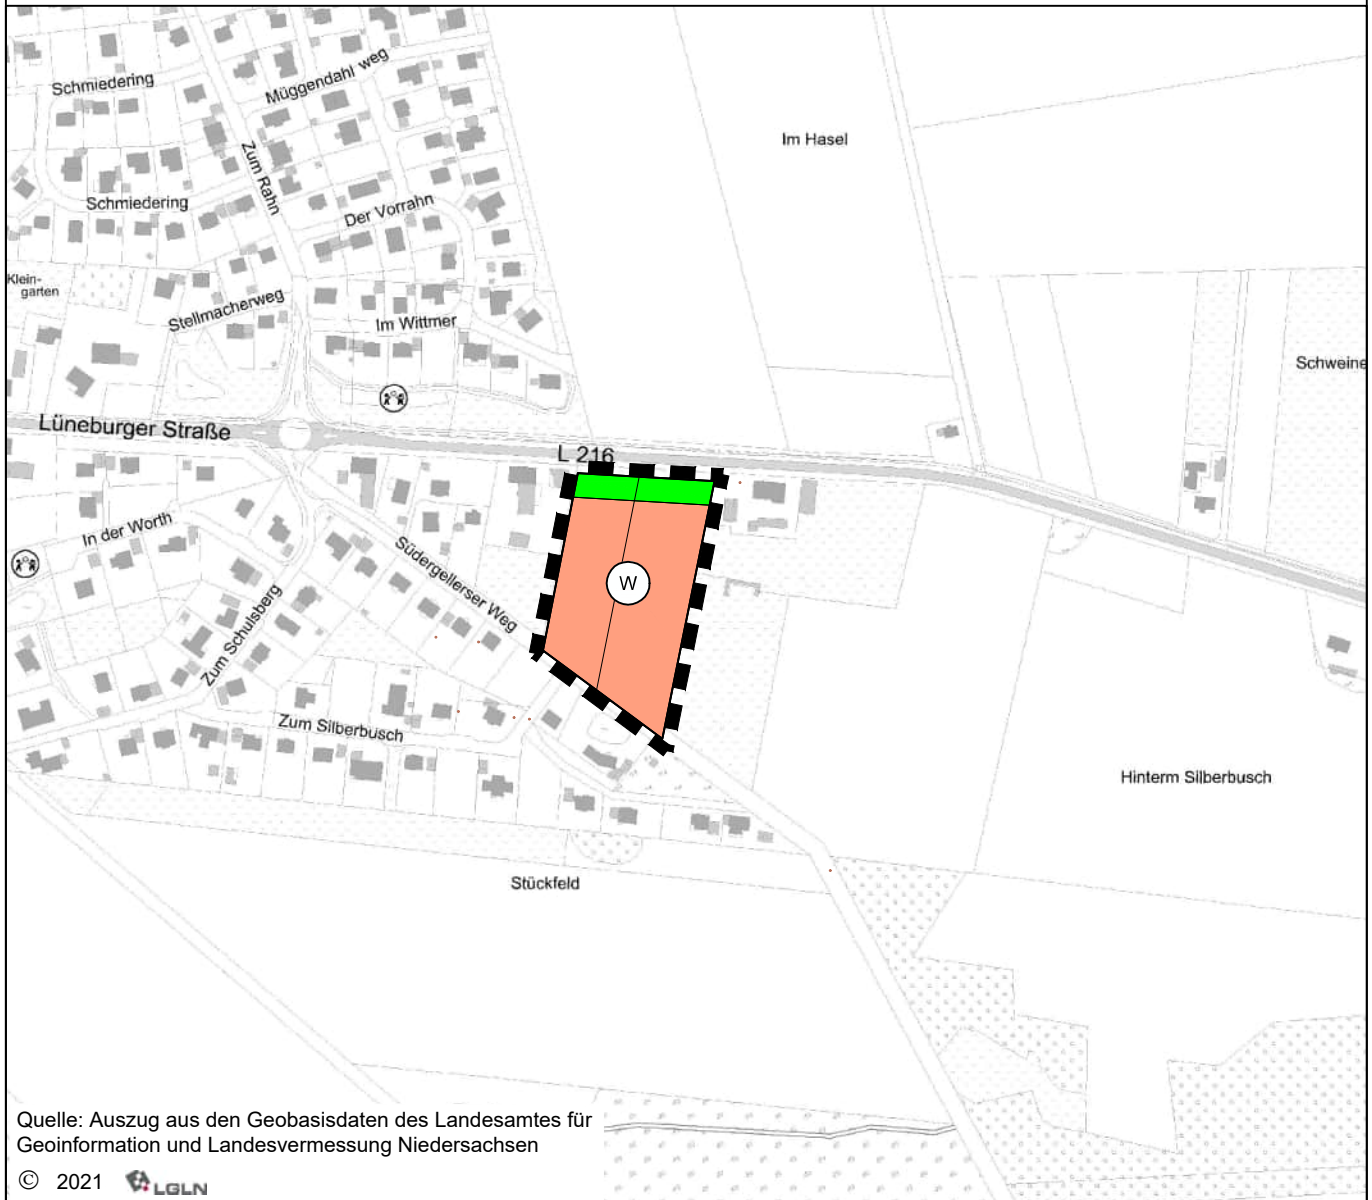 Schmiedering
Müggendahl weg
Zum Rahn
Im Hasel
Schmiedering
Der Vorrahn
Klein-
garten
Stellmacherweg
Im Wittmer
Schweine
Lüneburger Straße
L 216
In der Worth
Südergellerser Weg
W
Zum Schulsberg
Zum Silberbusch
Hinterm Silberbusch
Stückfeld
Quelle: Auszug aus den Geobasisdaten des Landesamtes für
Geoinformation und Landesvermessung Niedersachsen
© 2021 LGLN